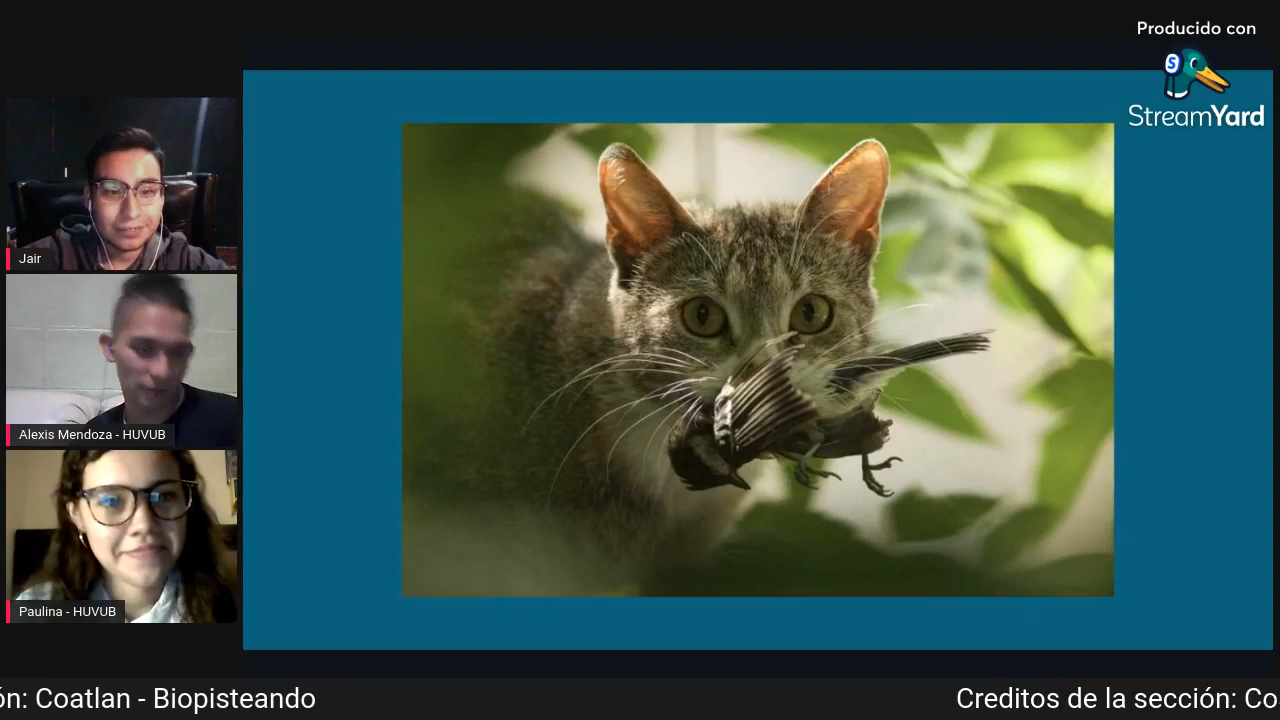 Producido con
StreamYard
Jair
Alexis Mendoza - HUVUB
Paulina - HUVUB
ón: Coatlan - Biopisteando
Creditos de la sección: Co